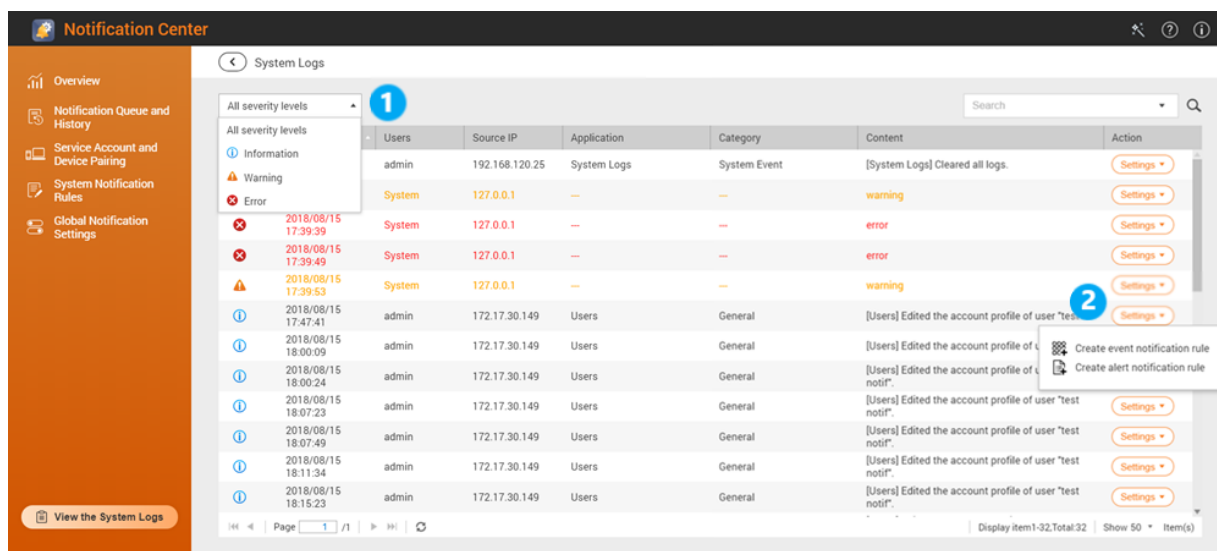 Notification Center
System Logs
Overview
Notification Queue and
History
Service Account and
Device Pairing
System Notification
Rules
Global Notification
Settings
View the System Logs
All severity levels
1
Search
All severity levels
Information
Warning
Error
Users Source IP Application Category Content Action
admin 192.168.120.25 System Logs System Event [System Logs] Cleared all logs. Settings
System 127.0.0.1 --- --- warning Settings
2018/08/15
17:39:39
System 127.0.0.1 --- --- error Settings
2018/08/15
17:39:49
System 127.0.0.1 --- --- error Settings
2018/08/15
17:39:53
System 127.0.0.1 --- --- warning Settings
2
2018/08/15
17:47:41
admin 172.17.30.149 Users General [Users] Edited the account profile of user "test Settings
Create event notification rule
Create alert notification rule
2018/08/15
18:00:09
admin 172.17.30.149 Users General [Users] Edited the account profile of
2018/08/15
18:00:24
admin 172.17.30.149 Users General [Users] Edited the account profile of
notif".
2018/08/15
18:07:23
admin 172.17.30.149 Users General [Users] Edited the account profile of user "test
notif".
Settings
2018/08/15
18:07:49
admin 172.17.30.149 Users General [Users] Edited the account profile of user "test
notif".
Settings
2018/08/15
18:11:34
admin 172.17.30.149 Users General [Users] Edited the account profile of user "test
notif".
Settings
2018/08/15
18:15:23
admin 172.17.30.149 Users General [Users] Edited the account profile of user "test
notif".
Settings
Page 1 /1
Display item1-32,Total:32 Show 50 Item(s)